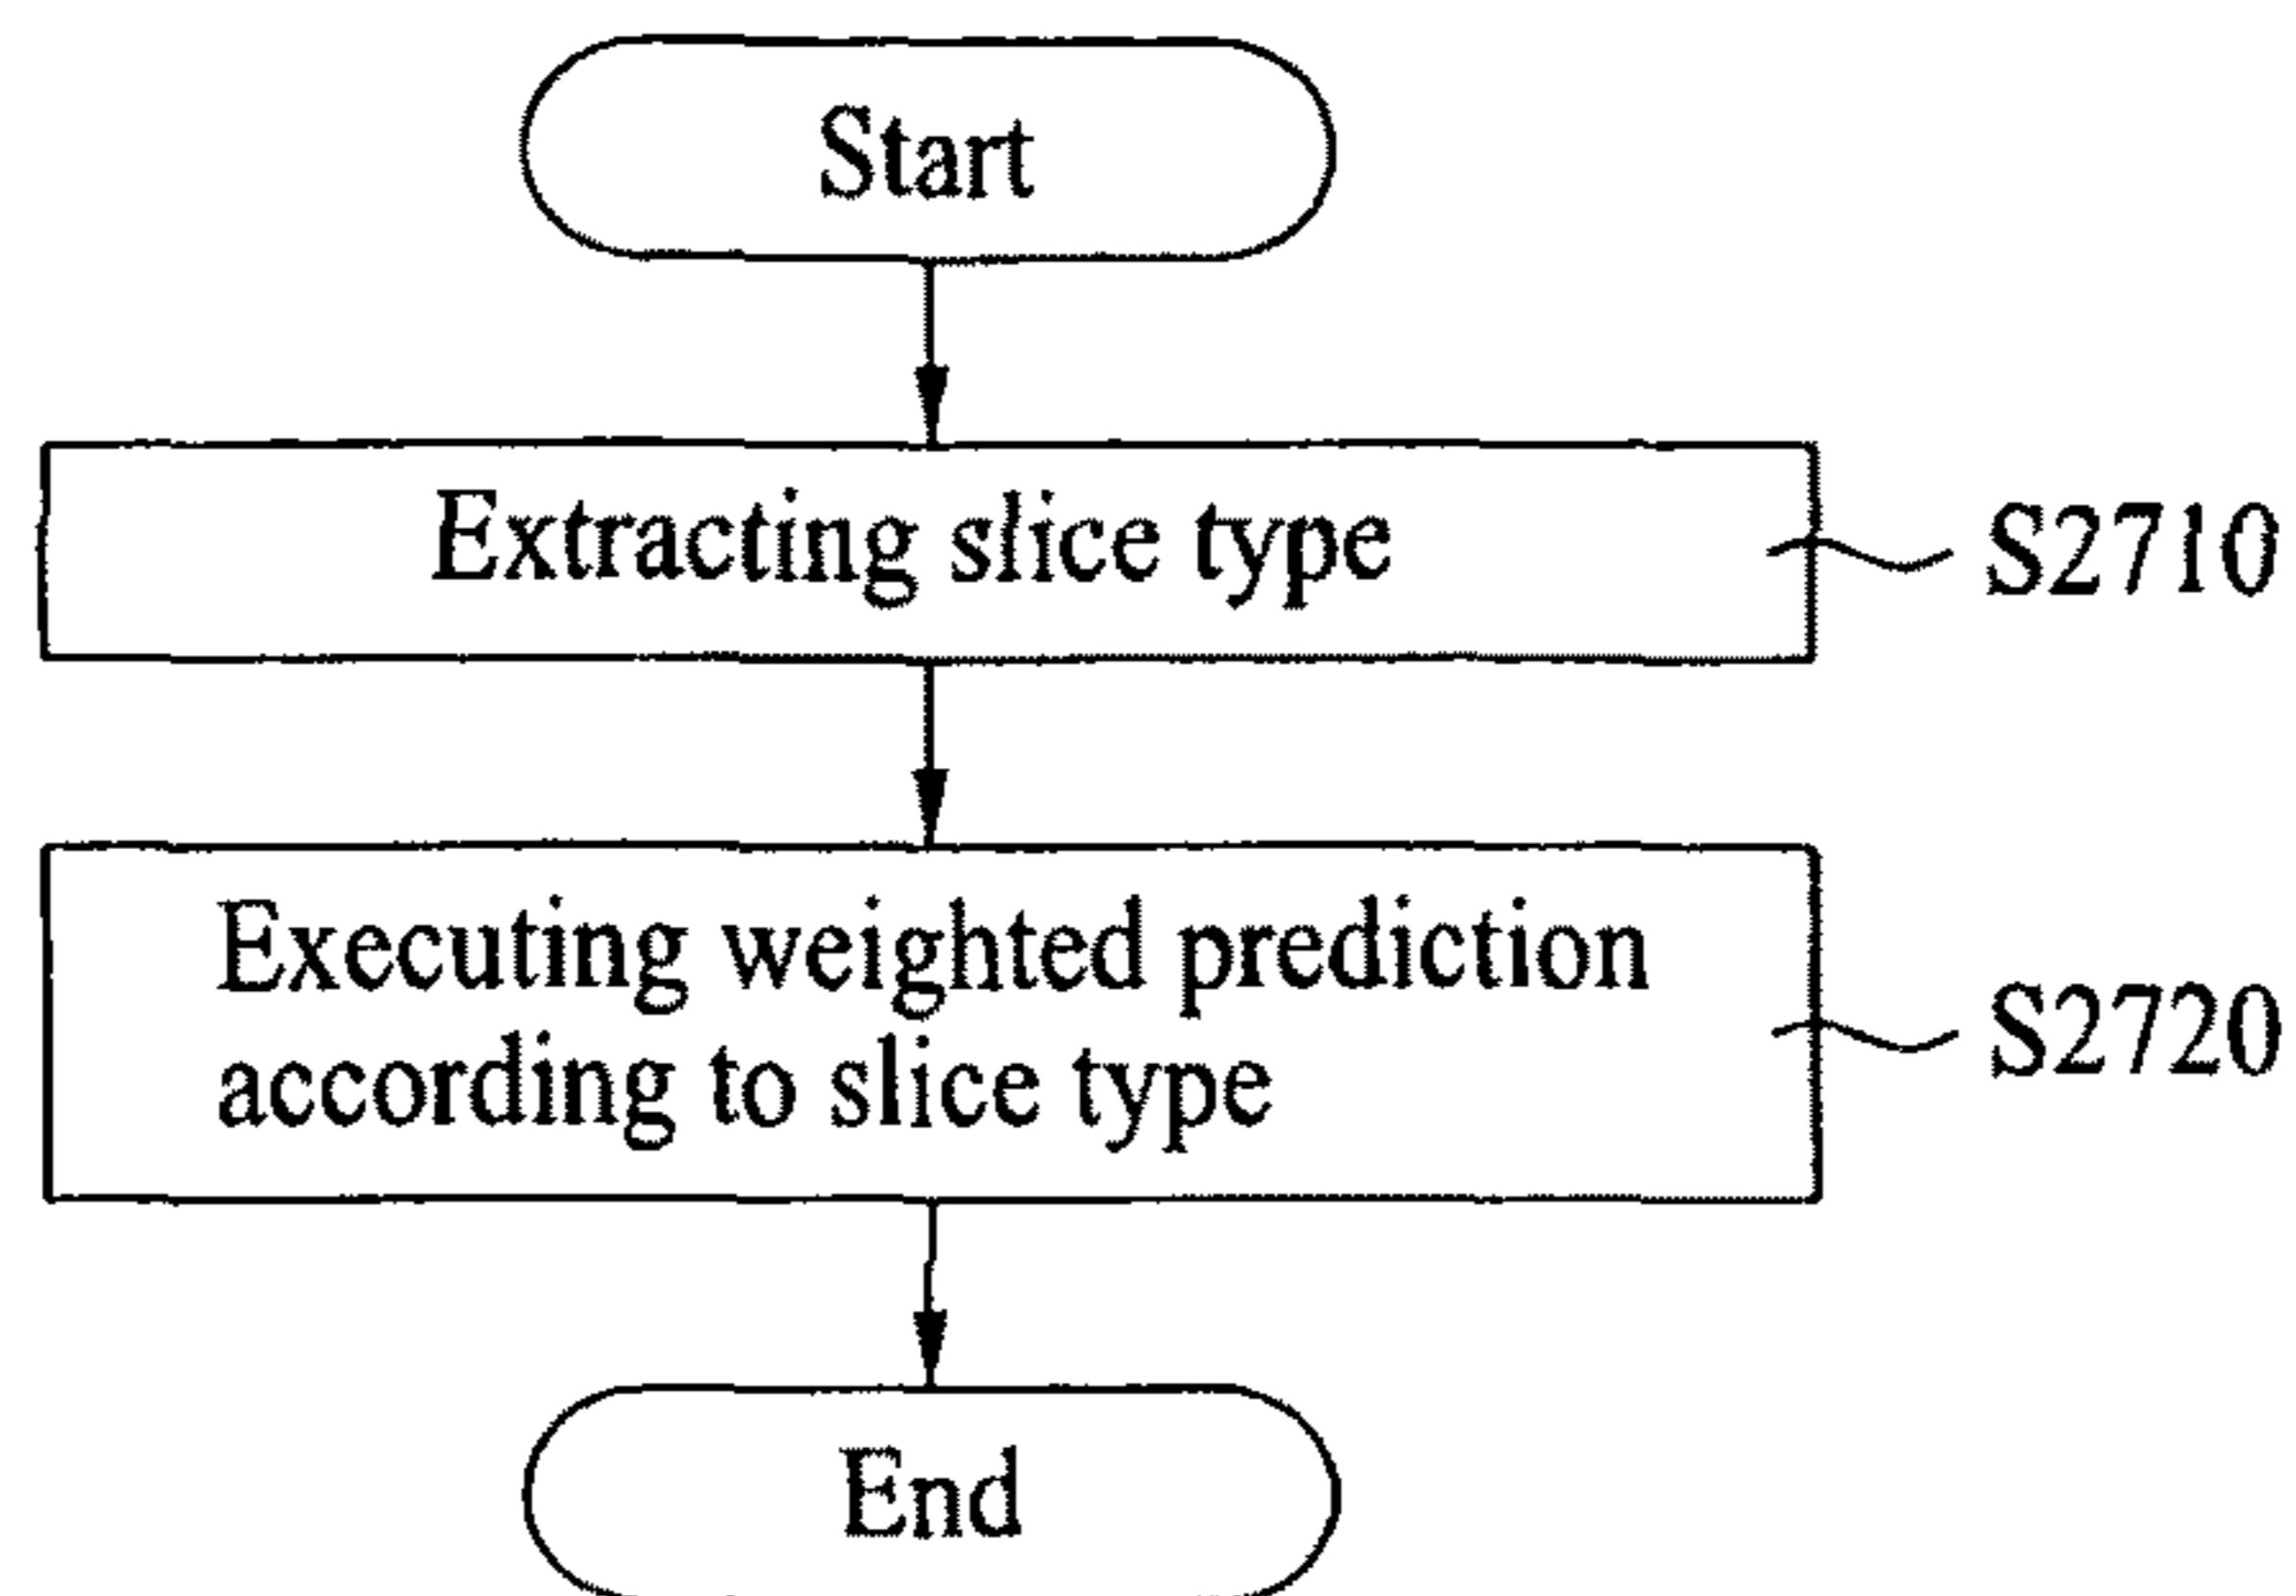 Start
Extracting slice type
S2710
Executing weighted prediction
according to slice type
S2720
End